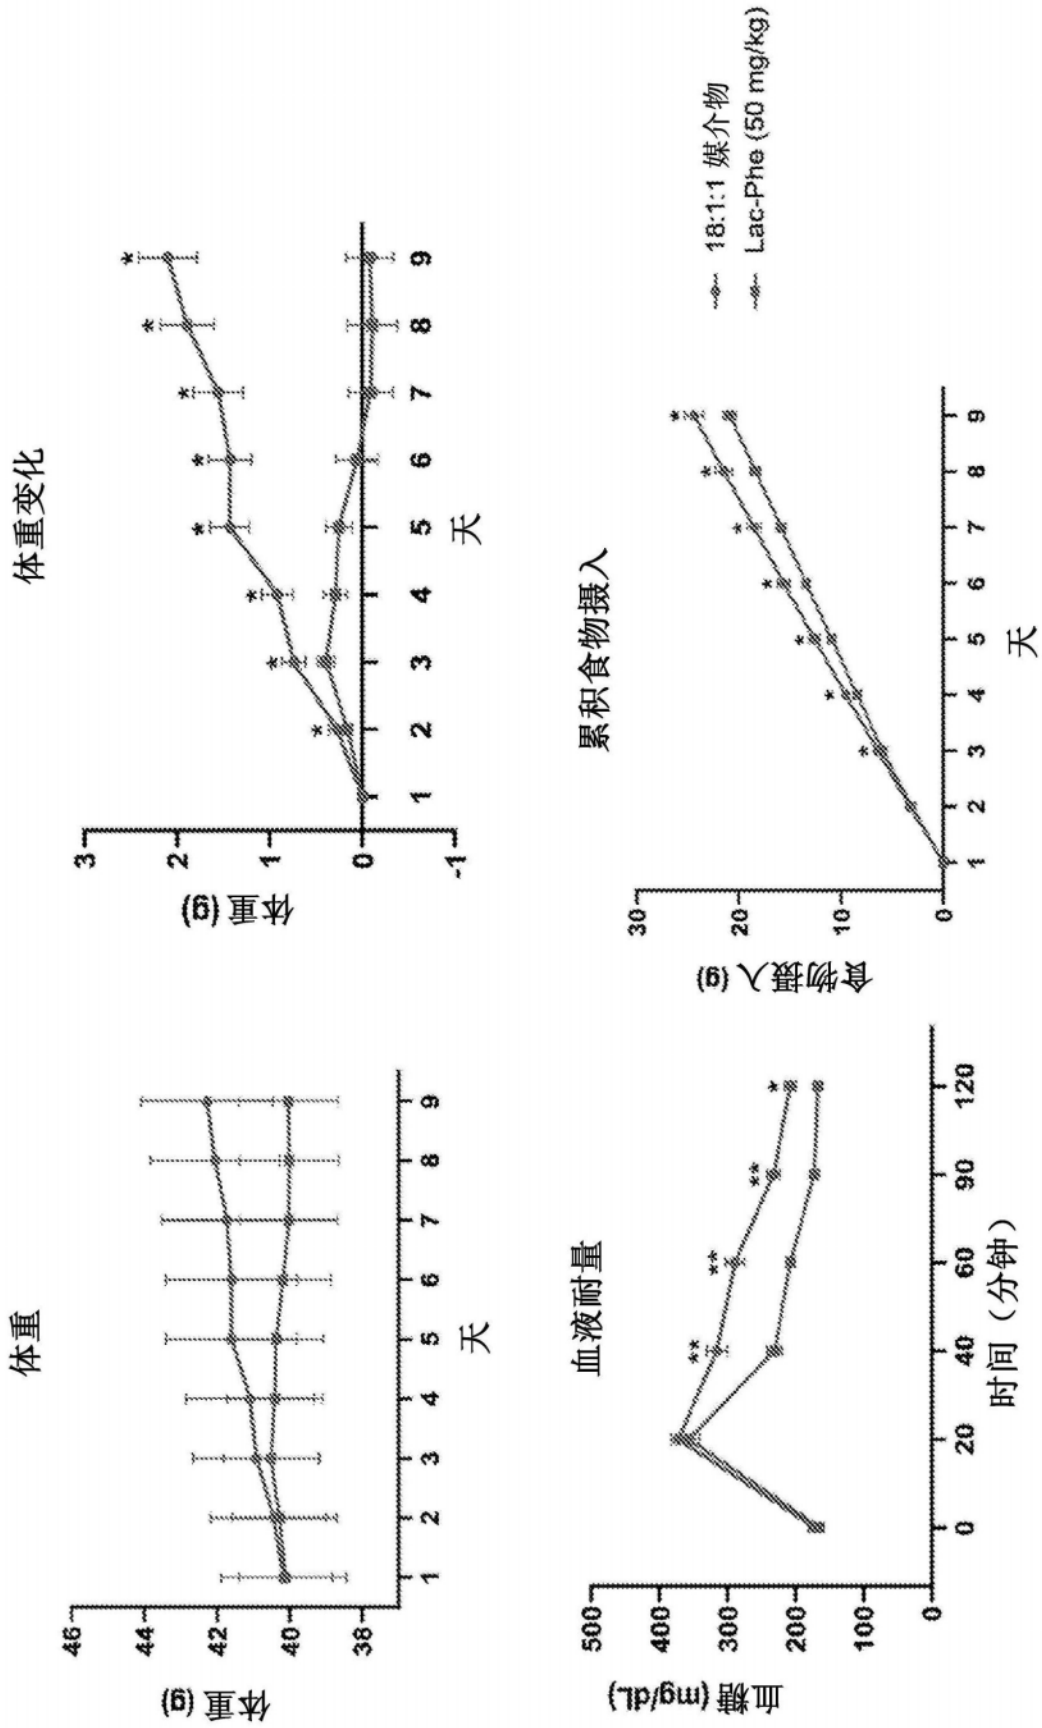 体重
体重 (g)
46
44
42
40
38
1 2 3 4 5 6 7 8 9
天
体重变化
体重 (g)
3
2
1
0
-1
1 2 3 4 5 6 7 8 9
* * * * * * * *
天
血液耐量
血糖 (mg/dL)
500
400
300
200
100
0
0 20 40 60 90 120
** ** ** *
时间（分钟）
累积食物摄入
食物摄入 (g)
30
20
10
0
1 2 3 4 5 6 7 8 9
* * * * * * *
天
18:1:1 媒介物
Lac-Phe (50 mg/kg)